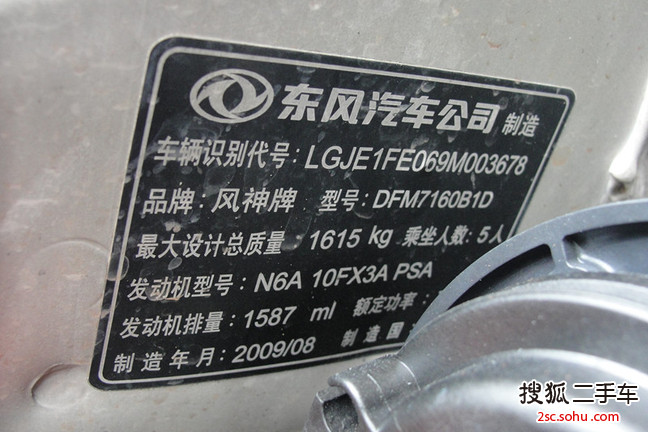 东风汽车公司 制造
车辆识别代号: LGJE1FE069M003678
品牌: 风神牌 型号: DFM7160B1D
最大设计总质量: 1615 kg 乘坐人数: 5人
发动机型号: N6A 10FX3A PSA
发动机排量: 1587 ml 额定功率:
制造年月: 2009/08 制造国
搜狐二手车
2sc.sohu.com